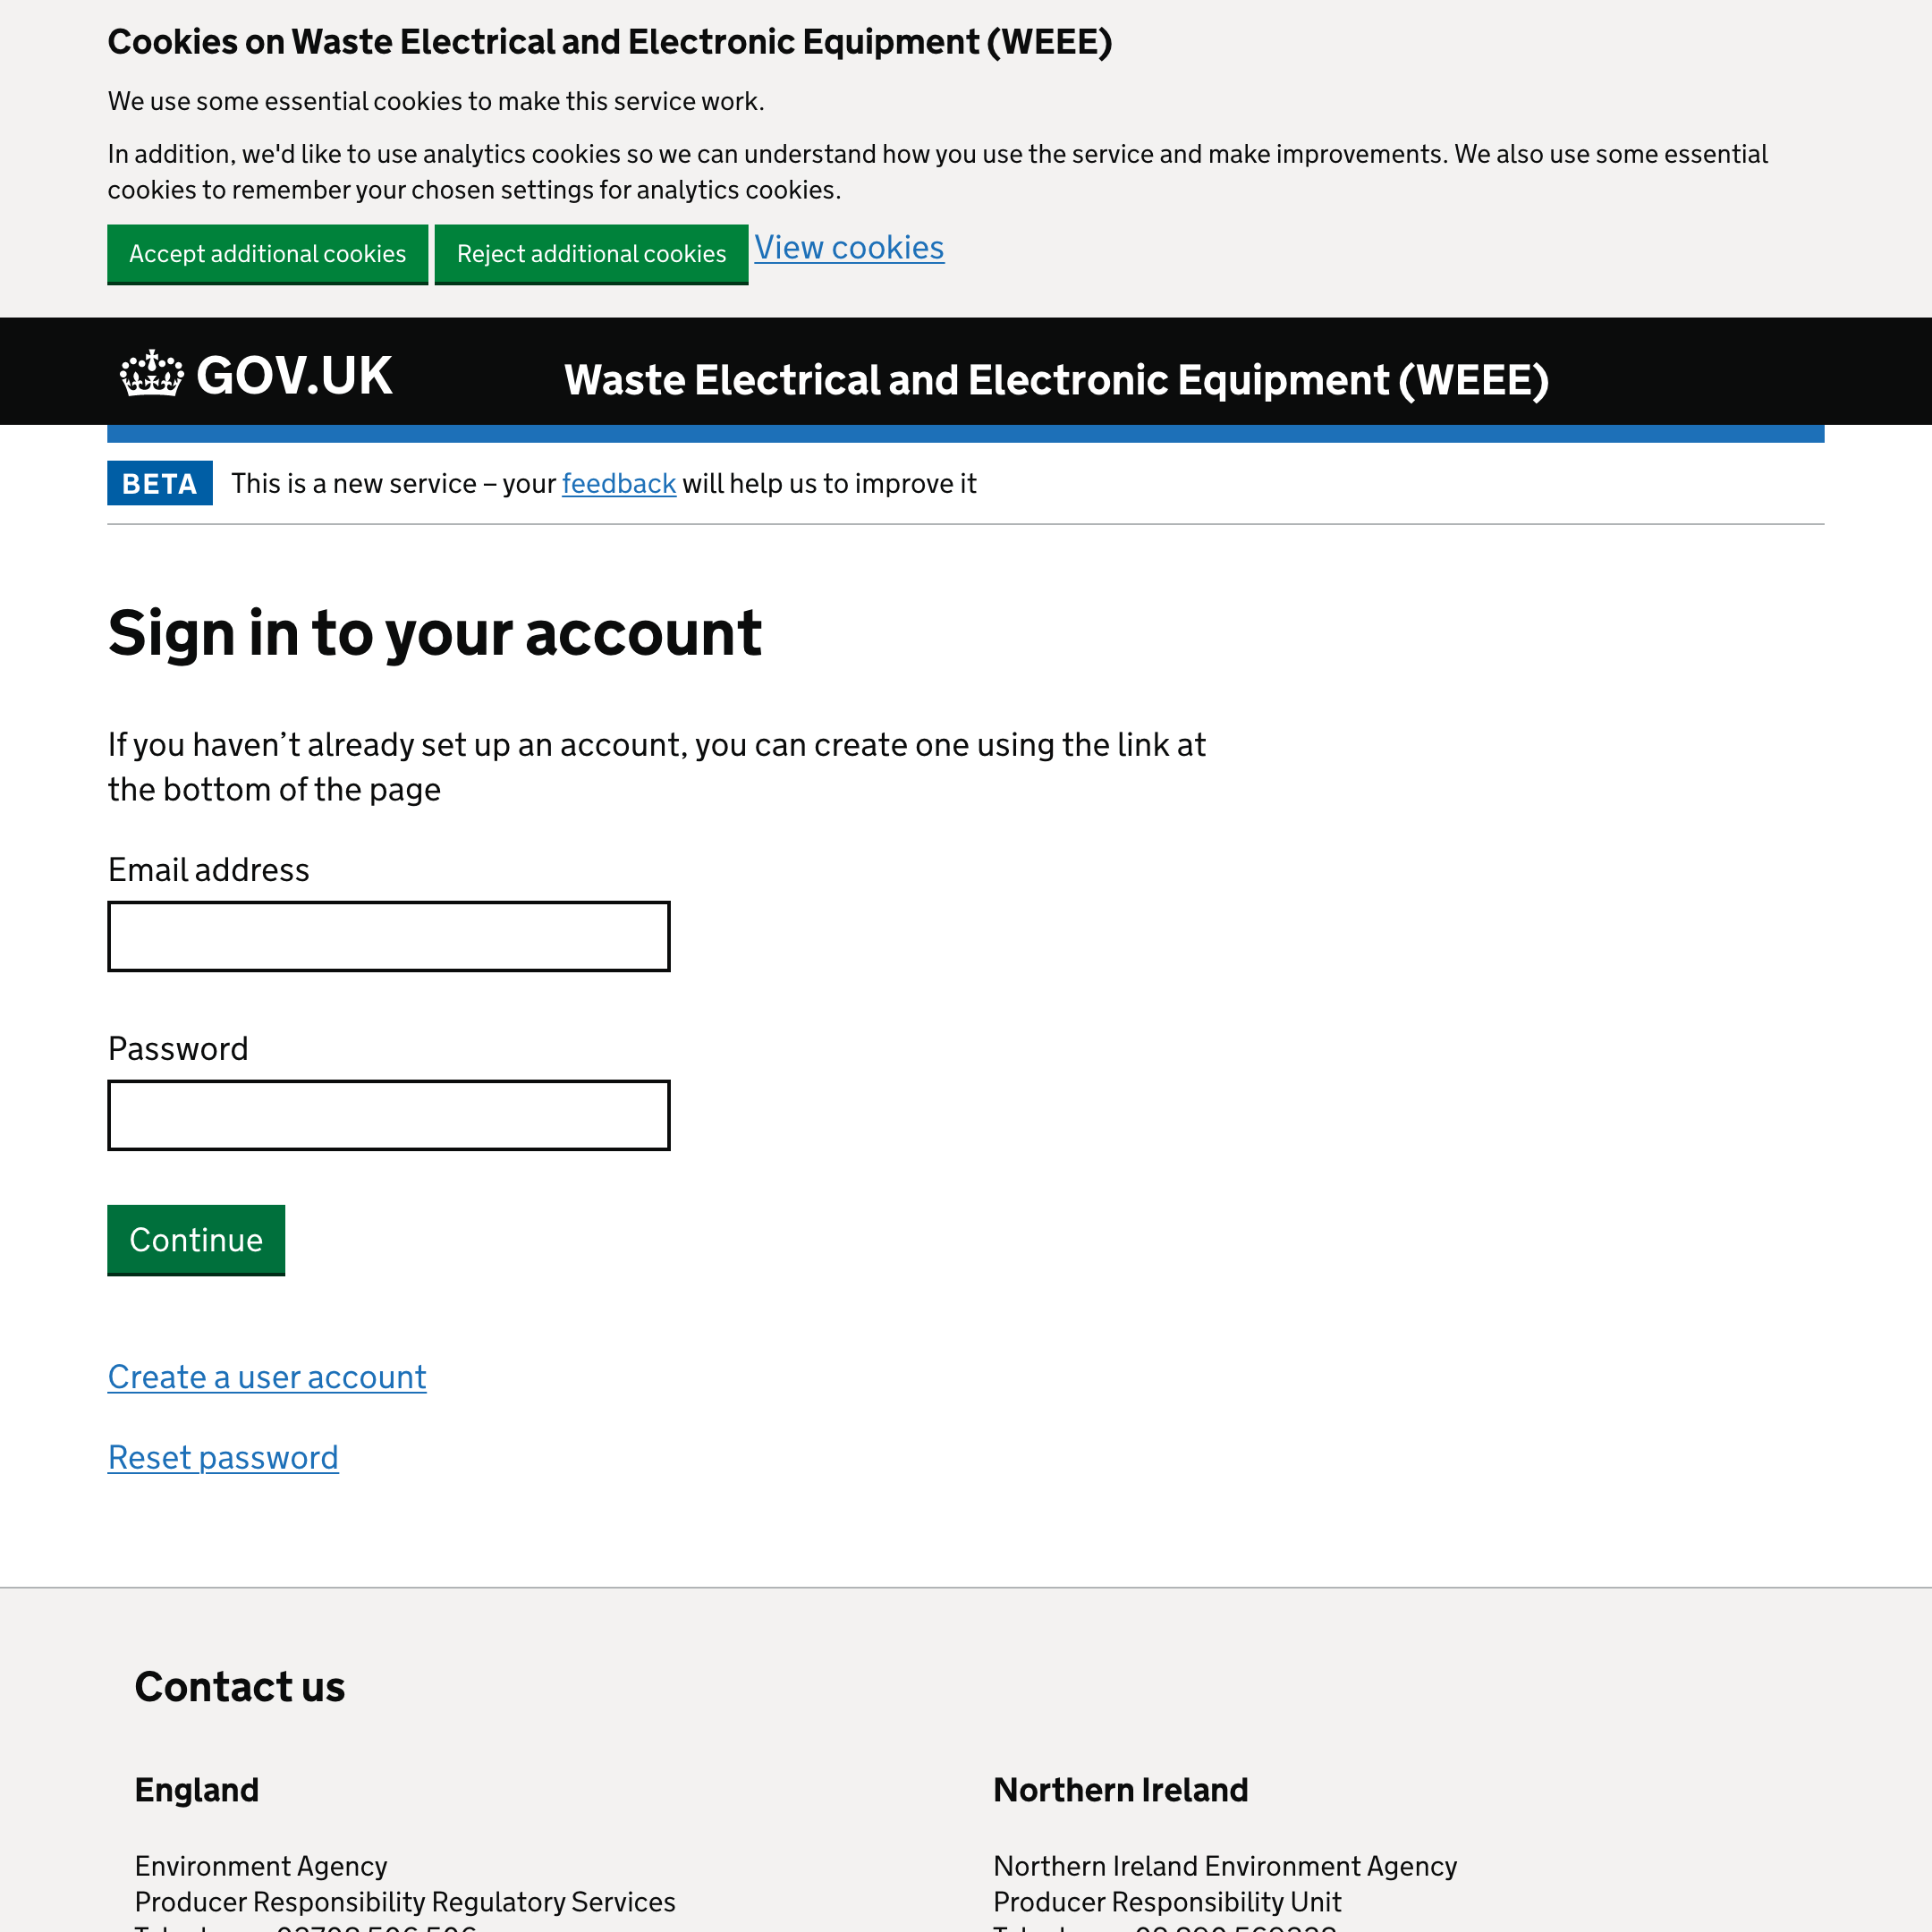 Cookies on Waste Electrical and Electronic Equipment (WEEE)
We use some essential cookies to make this service work.
In addition, we'd like to use analytics cookies so we can understand how you use the service and make improvements. We also use some essential
cookies to remember your chosen settings for analytics cookies.
Accept additional cookies Reject additional cookies View cookies
GOV.UK Waste Electrical and Electronic Equipment (WEEE)
BETA This is a new service – your feedback will help us to improve it
Sign in to your account
If you haven’t already set up an account, you can create one using the link at
the bottom of the page
Email address
Password
Continue
Create a user account
Reset password
Contact us
England
Northern Ireland
Environment Agency
Producer Responsibility Regulatory Services
Northern Ireland Environment Agency
Producer Responsibility Unit